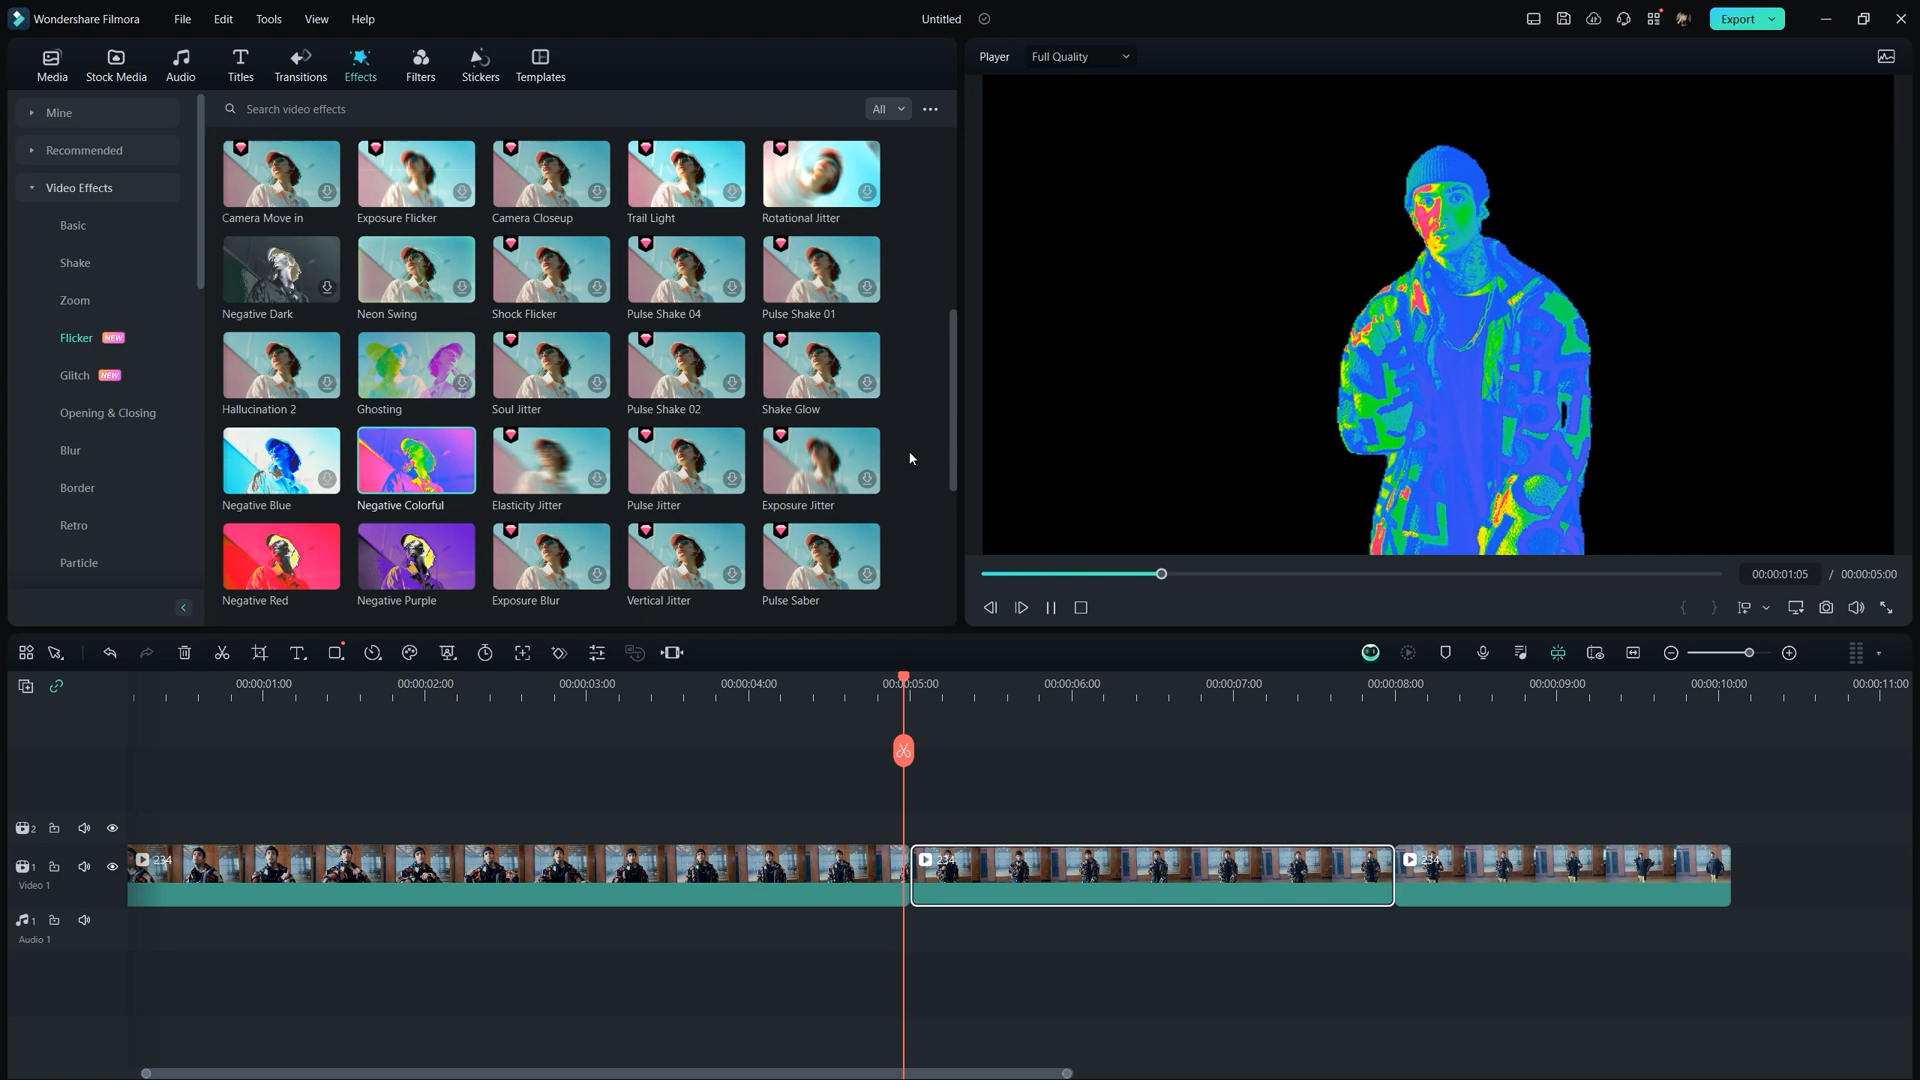 Wondershare Filmora File Edit Tools View Help Untitled Export
Media Stock Media Audio Titles Transitions Effects Filters Stickers Templates
Player Full Quality
Mine
Recommended
Video Effects
Basic
Shake
Zoom
Flicker NEW
Glitch NEW
Opening & Closing
Blur
Border
Retro
Particle
Search video effects All
Camera Move in Exposure Flicker Camera Closeup Trail Light Rotational Jitter
Negative Dark Neon Swing Shock Flicker Pulse Shake 04 Pulse Shake 01
Hallucination 2 Ghosting Soul Jitter Pulse Shake 02 Shake Glow
Negative Blue Negative Colorful Elasticity Jitter Pulse Jitter Exposure Jitter
Negative Red Negative Purple Exposure Blur Vertical Jitter Pulse Saber
00:00:01:05 / 00:00:05:00
00:00:01:00 00:00:02:00 00:00:03:00 00:00:04:00 00:00:05:00 00:00:06:00 00:00:07:00 00:00:08:00 00:00:09:00 00:00:10:00 00:00:11:00
2
1 234 234 234
Video 1
1
Audio 1